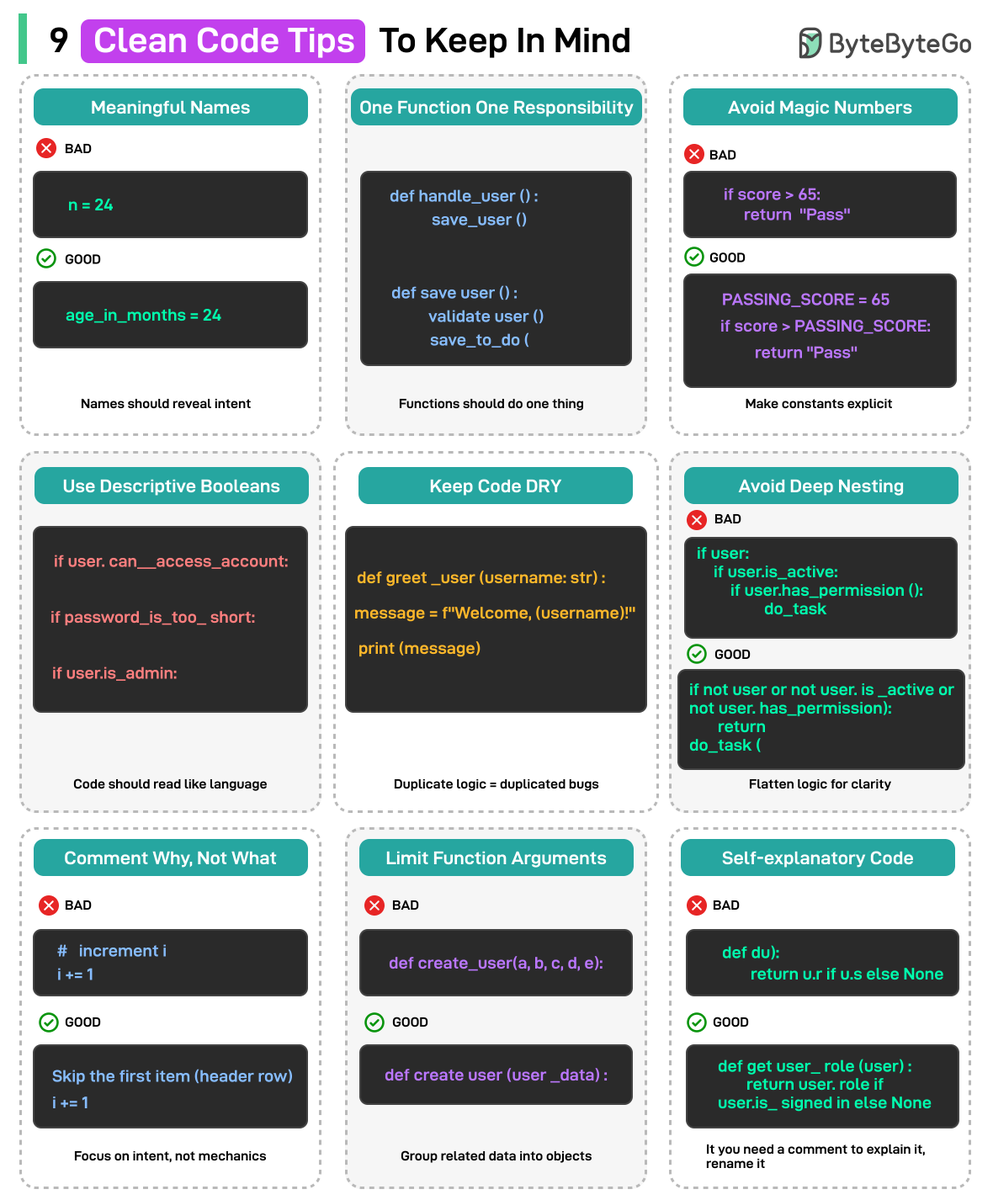 9 Clean Code Tips To Keep In Mind
ByteByteGo
Meaningful Names
BAD
n = 24
GOOD
age_in_months = 24
Names should reveal intent
One Function One Responsibility
def handle_user () :
save_user ()
def save user () :
validate user ()
save_to_do (
Functions should do one thing
Avoid Magic Numbers
BAD
if score > 65:
return "Pass"
GOOD
PASSING_SCORE = 65
if score > PASSING_SCORE:
return "Pass"
Make constants explicit
Use Descriptive Booleans
if user. can__access_account:
if password_is_too_ short:
if user.is_admin:
Code should read like language
Keep Code DRY
def greet _user (username: str) :
message = f"Welcome, (username)!"
print (message)
Duplicate logic = duplicated bugs
Avoid Deep Nesting
BAD
if user:
if user.is_active:
if user.has_permission ():
do_task
GOOD
if not user or not user. is _active or
not user. has_permission):
return
do_task (
Flatten logic for clarity
Comment Why, Not What
BAD
# increment i
i += 1
GOOD
Skip the first item (header row)
i += 1
Focus on intent, not mechanics
Limit Function Arguments
BAD
def create_user(a, b, c, d, e):
GOOD
def create user (user _data) :
Group related data into objects
Self-explanatory Code
BAD
def du):
return u.r if u.s else None
GOOD
def get user_ role (user) :
return user. role if
user.is_ signed in else None
It you need a comment to explain it,
rename it